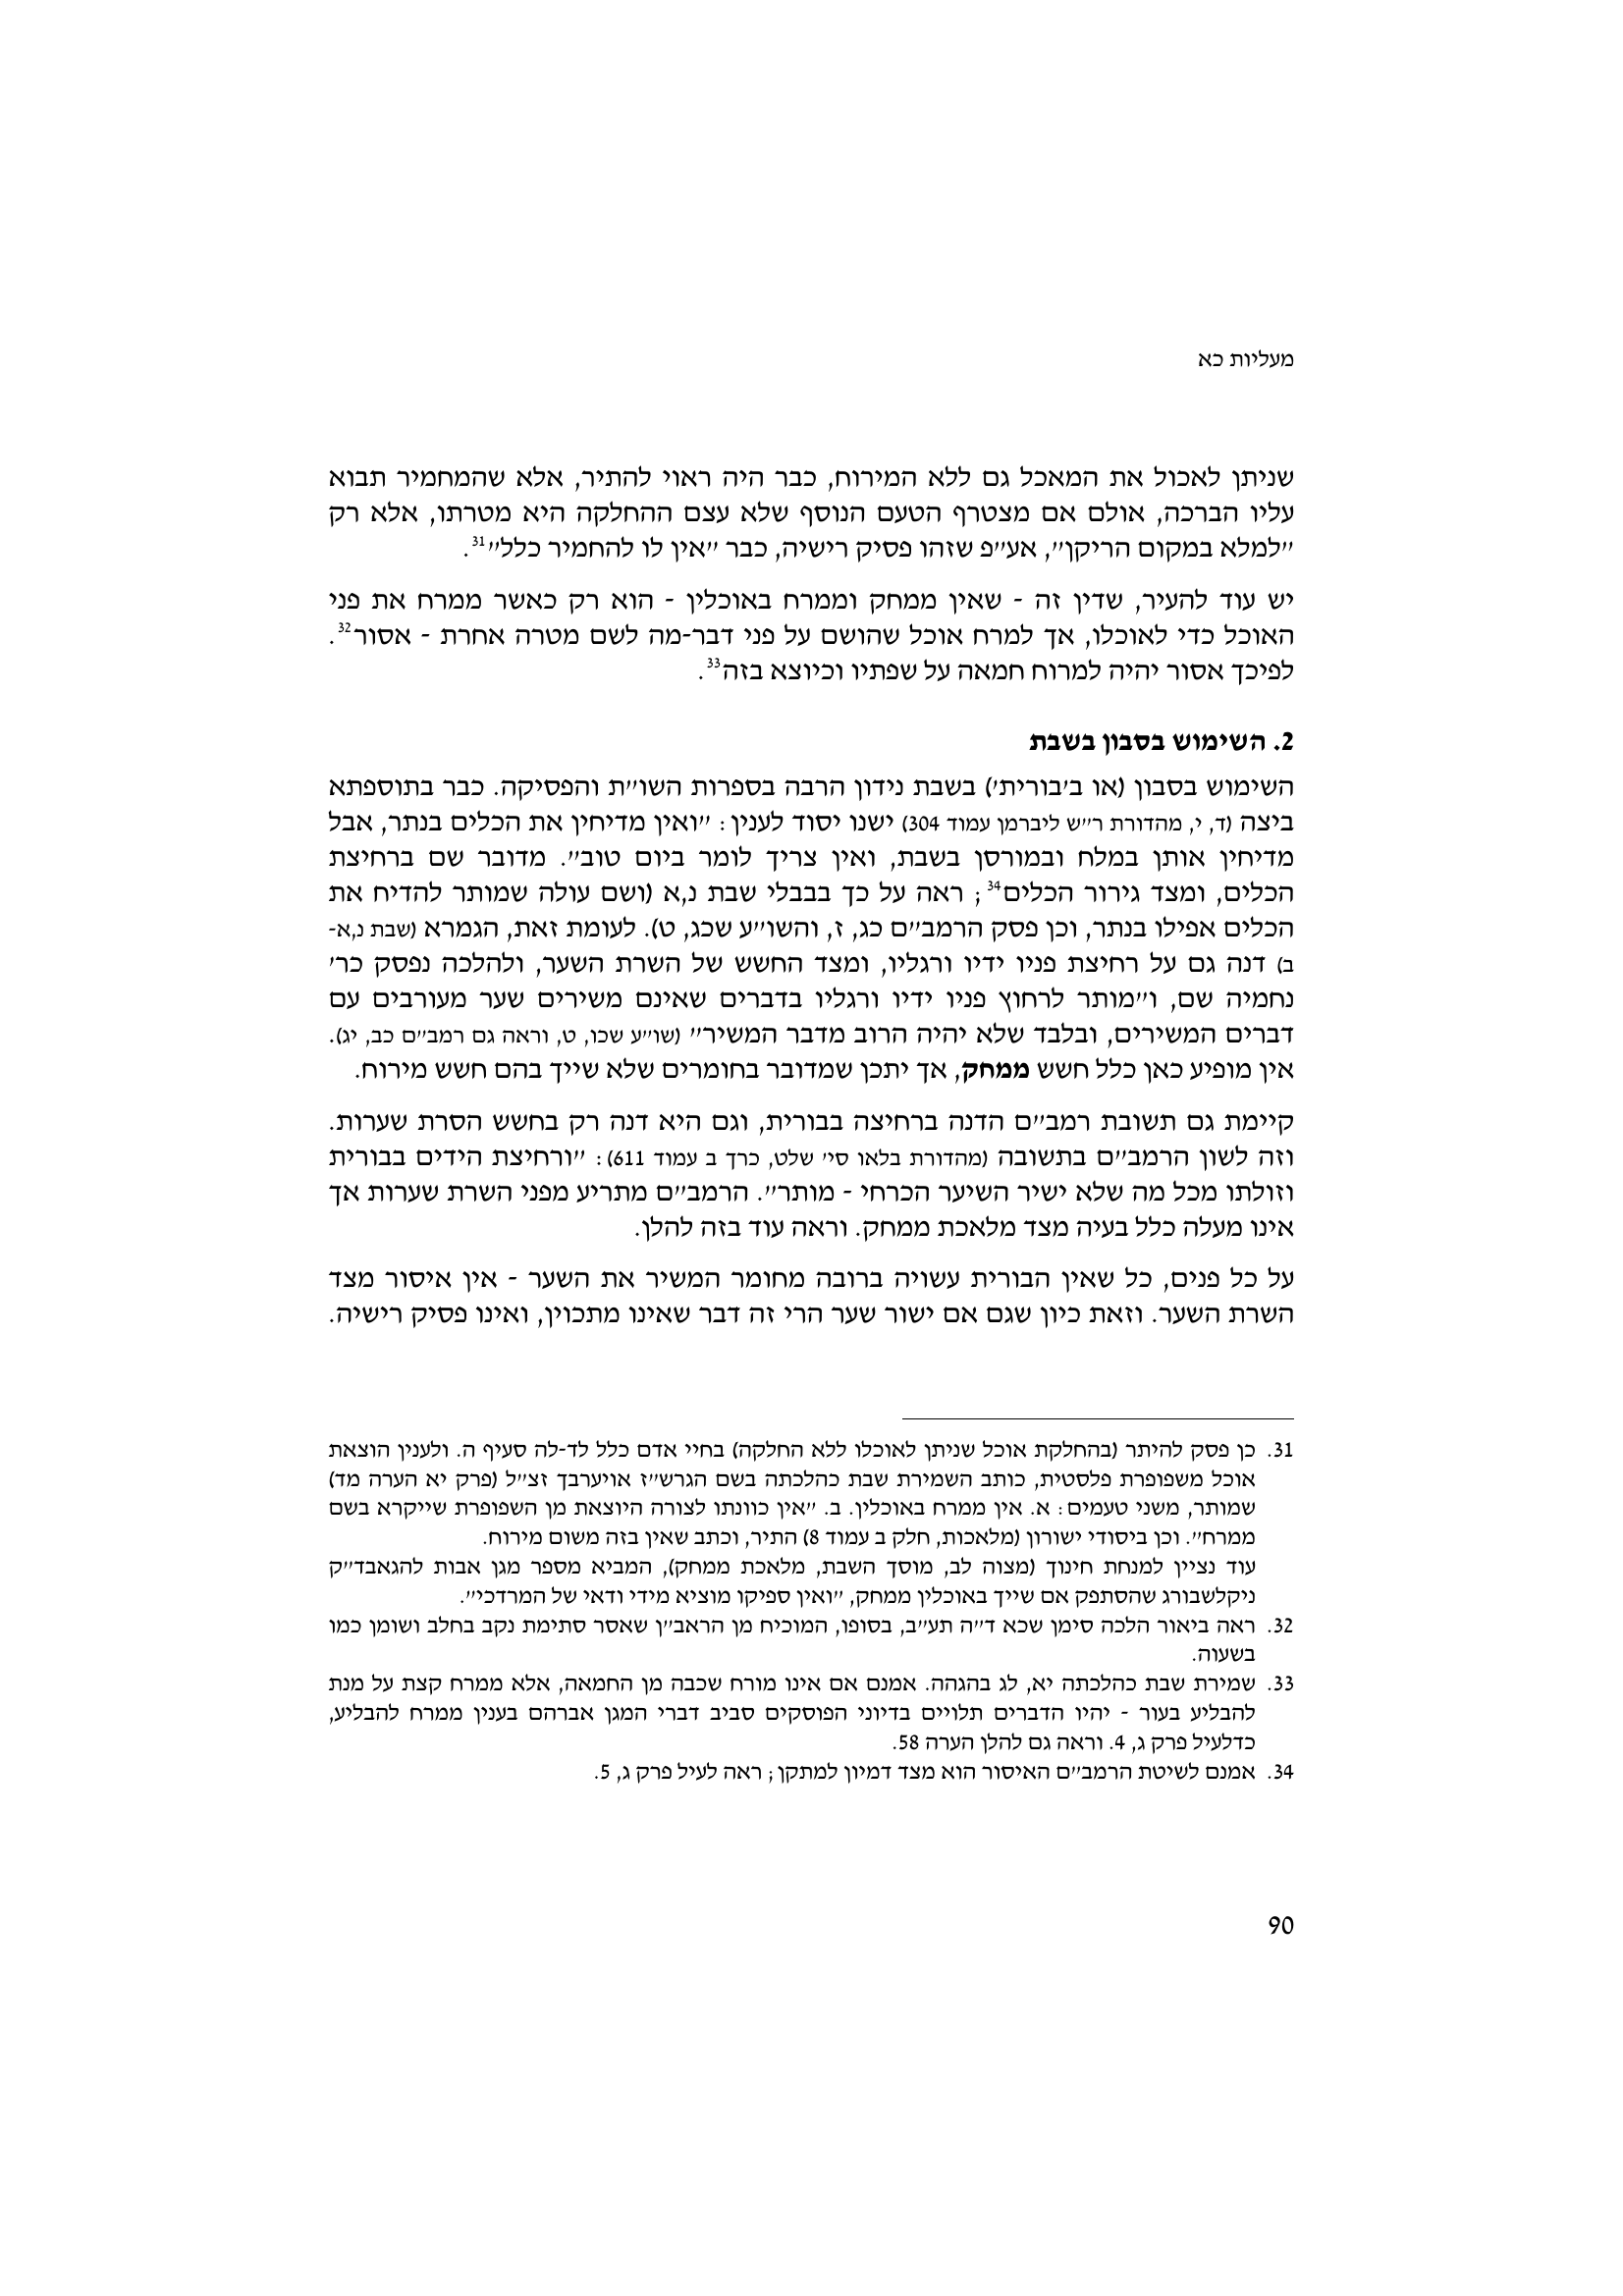 מעליות כא
שניתן לאכול את המאכל גם ללא המירוח, כבר היה ראוי להתיר, אלא שהמחמיר תבוא
עליו הברכה, אולם אם מצטרף הטעם הנוסף שלא עצם ההחלקה היא מטרתו, אלא רק
"למלא במקום הריקן", אע"פ שזהו פסיק רישיה, כבר "אין לו להחמיר כלל"31.
יש עוד להעיר, שדין זה - שאין ממחק וממרח באוכלין - הוא רק כאשר ממרח את פני
האוכל כדי לאוכלו, אך למרח אוכל שהושם על פני דבר-מה לשם מטרה אחרת - אסור32.
לפיכך אסור יהיה למרוח חמאה על שפתיו וכיוצא בזה33.
2. השימוש בסבון בשבת
השימוש בסבון (או ב'בורית') בשבת נידון הרבה בספרות השו"ת והפסיקה. כבר בתוספתא
ביצה (ד, י, מהדורת ר"ש ליברמן עמוד 304) ישנו יסוד לענין: "ואין מדיחין את הכלים בנתר, אבל
מדיחין אותן במלח ובמורסן בשבת, ואין צריך לומר ביום טוב". מדובר שם ברחיצת
הכלים, ומצד גירור הכלים34; ראה על כך בבבלי שבת נ,א (ושם עולה שמותר להדיח את
הכלים אפילו בנתר, וכן פסק הרמב"ם כג, ז, והשו"ע שכג, ט). לעומת זאת, הגמרא (שבת נ,א-
ב) דנה גם על רחיצת פניו ידיו ורגליו, ומצד החשש של השרת השער, ולהלכה נפסק כר'
נחמיה שם, ו"מותר לרחוץ פניו ידיו ורגליו בדברים שאינם משירים שער מעורבים עם
דברים המשירים, ובלבד שלא יהיה הרוב מדבר המשיר" (שו"ע שכו, ט, וראה גם רמב"ם כב, יג).
אין מופיע כאן כלל חשש ממחק, אך יתכן שמדובר בחומרים שלא שייך בהם חשש מירוח.
קיימת גם תשובת רמב"ם הדנה ברחיצה בבורית, וגם היא דנה רק בחשש הסרת שערות.
וזה לשון הרמב"ם בתשובה (מהדורת בלאו סי' שלט, כרך ב עמוד 611): "ורחיצת הידים בבורית
וזולתו מכל מה שלא ישיר השיער הכרחי - מותר". הרמב"ם מתריע מפני השרת שערות אך
אינו מעלה כלל בעיה מצד מלאכת ממחק. וראה עוד בזה להלן.
על כל פנים, כל שאין הבורית עשויה ברובה מחומר המשיר את השער - אין איסור מצד
השרת השער. וזאת כיון שגם אם ישור שער הרי זה דבר שאינו מתכוין, ואינו פסיק רישיה.
31. כן פסק להיתר (בהחלקת אוכל שניתן לאוכלו ללא החלקה) בחיי אדם כלל לד-לה סעיף ה. ולענין הוצאת
אוכל משפופרת פלסטית, כותב השמירת שבת כהלכתה בשם הגרש"ז אויערבך זצ"ל (פרק יא הערה מד)
שמותר, משני טעמים: א. אין ממרח באוכלין. ב. "אין כוונתו לצורה היוצאת מן השפופרת שייקרא בשם
ממרח". וכן ביסודי ישורון (מלאכות, חלק ב עמוד 8) התיר, וכתב שאין בזה משום מירוח.
עוד נציין למנחת חינוך (מצוה לב, מוסך השבת, מלאכת ממחק), המביא מספר מגן אבות להגאבד"ק
ניקלשבורג שהסתפק אם שייך באוכלין ממחק, "ואין ספיקו מוציא מידי ודאי של המרדכי".
32. ראה ביאור הלכה סימן שכא ד"ה תע"ב, בסופו, המוכיח מן הראב"ן שאסר סתימת נקב בחלב ושומן כמו
בשעוה.
33. שמירת שבת כהלכתה יא, לג בהגהה. אמנם אם אינו מורח שכבה מן החמאה, אלא ממרח קצת על מנת
להבליע בעור - יהיו הדברים תלויים בדיוני הפוסקים סביב דברי המגן אברהם בענין ממרח להבליע,
כדלעיל פרק ג, 4. וראה גם להלן הערה 58.
34. אמנם לשיטת הרמב"ם האיסור הוא מצד דמיון למתקן; ראה לעיל פרק ג, 5.
90